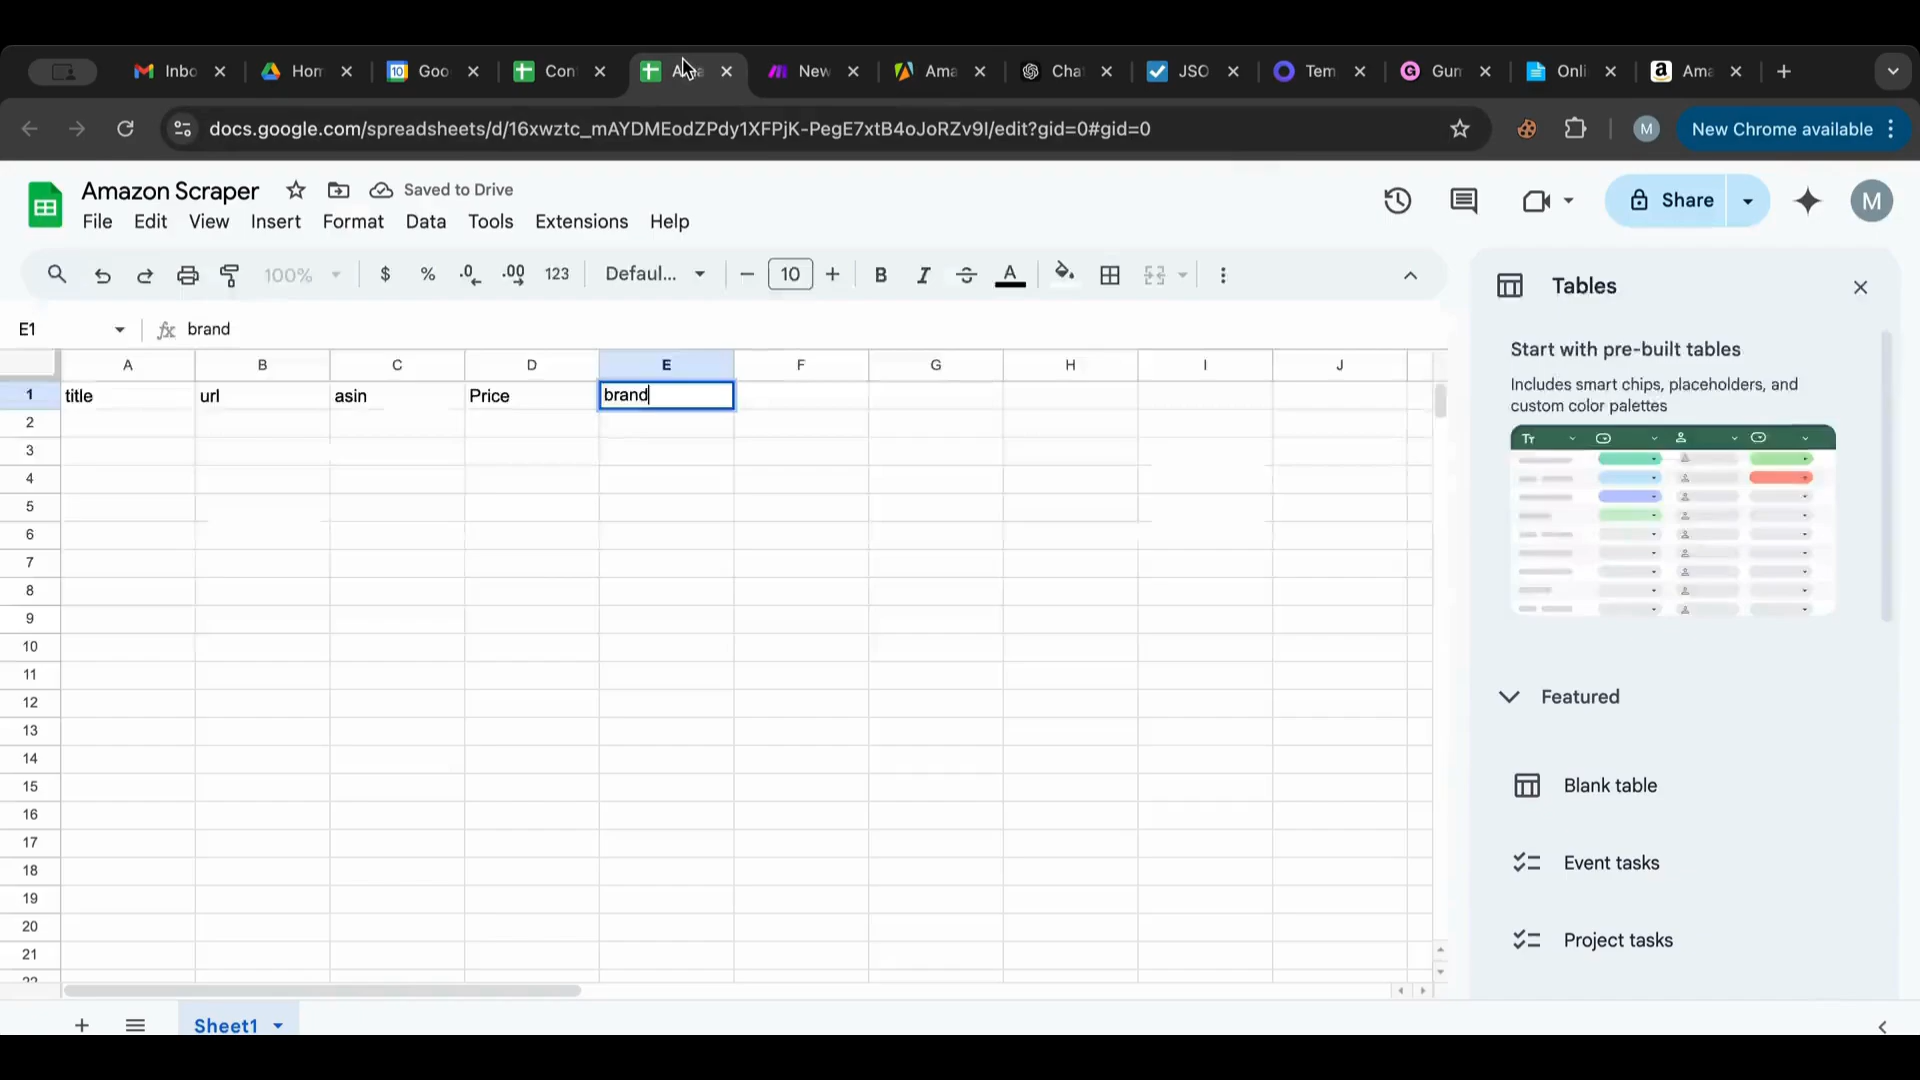 Inbo
Hon
10
Goo
Con
New
Ama
Cha
JSO
Tem
G
Gun
Onli
a
Ama
docs.google.com/spreadsheets/d/16xwztc_mAYDMEodZPdy1XFPjK-PegE7xtB4oJoRZv9I/edit?gid=0#gid=0
M
New Chrome available
Amazon Scraper
Saved to Drive
File Edit View Insert Format Data Tools Extensions Help
Share
M
100%
$ % .0 .00 123
Defaul...
10
B I S A
E1
fx brand
A B C D E F G H I J
1 title url asin Price brand
2
3
4
5
6
7
8
9
10
11
12
13
14
15
16
17
18
19
20
21
22
Sheet1
Tables
Start with pre-built tables
Includes smart chips, placeholders, and
custom color palettes
Tт
Featured
Blank table
Event tasks
Project tasks